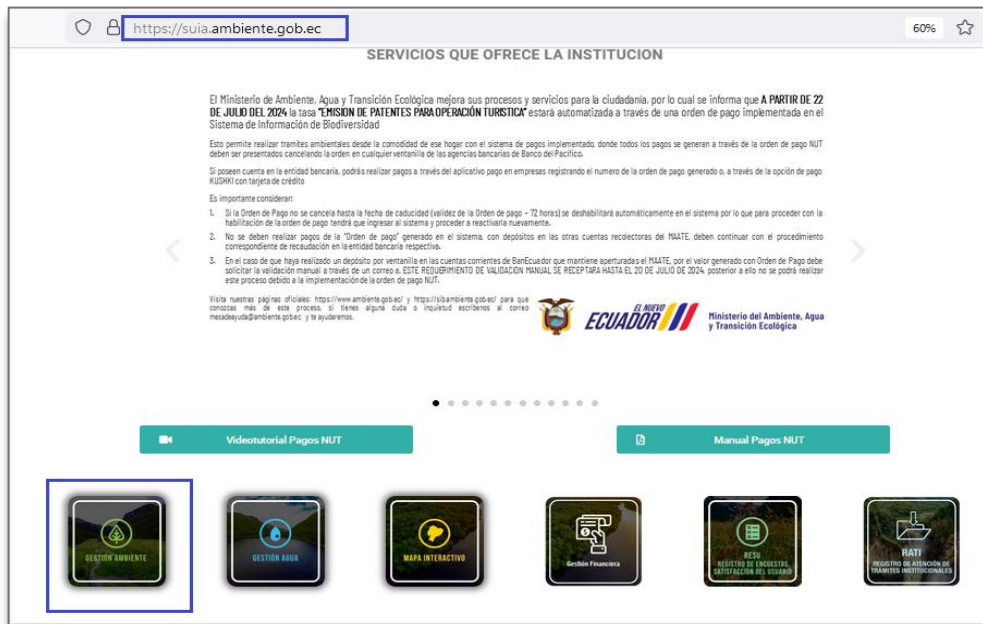 https://suia.ambiente.gob.ec
60%
SERVICIOS QUE OFRECE LA INSTITUCION
El Ministerio de Ambiente, Agua y Transición Ecológica mejora sus procesos y servicios para la ciudadania, por lo cual se informa que A PARTIR DE 22
DE JULIO DEL 2024 la tasa "EMISION DE PATENTES PARA OPERACIÓN TURISTICA" estará automatizada a través de una orden de pago implementada en el
Sistema de Información de Biodiversidad
Esto permite realizar tramites ambientales desde la comodidad de ese hogar con el sistema de pagos implementado, donde todos los pagos se generan a través de la orden de pago NUT
deben ser presentados cancelando la orden en cualquier ventanilla de las agencias bancarias de Banco del Pacifico.
Si poseen cuenta en la entidad bancaria, podrás realizar pagos a través del aplicativo pago en empresas registrando el numero de la orden de pago generado o, a través de la opción de pago
KUSHKI con tarjeta de crédito
Es importante consideran:
1. Si la Orden de Pago no se cancela hasta la fecha de caducidad (validez de la Orden de pago – 72 horas) se deshabilitará automáticamente en el sistema por lo que para proceder con la
habilitación de la orden de pago tendrá que ingresar al sistema y proceder a reactivarla nuevamente.
2. No se deben realizar pagos de la "Orden de pago" generado en el sistema, con depósitos en las otras cuentas recolectoras del MAATE, deben continuar con el procedimiento
correspondiente de recaudación en la entidad bancaria respectiva.
3. En el caso de que haya realizado un depósito por ventanilla en las cuentas corrientes de BanEcuador que mantiene aperturadas el MAATE, por el valor generado con Orden de Pago debe
solicitar la validación manual a través de un correo a. ESTE REQUERIMIENTO DE VALIDACION MANUAL SE RECEPTARA HASTA EL 20 DE JULIO DE 2024, posterior a ello no se podrá realizar
este proceso debido a la implementación de la orden de pago NUT.
Visita nuestras páginas oficiales: https://www.ambiente.gob.ec/ y https://sib.ambiente.gob.ec/ para que
conozcas más de este proceso, si tienes alguna duda o inquietud escribenos al correo
mesadeayuda@ambiente.gob.ec y te ayudaremos.
EL NUEVO
ECUADOR
Ministerio del Ambiente, Agua
y Transición Ecológica
Videotutorial Pagos NUT
Manual Pagos NUT
GESTIÓN AMBIENTE
GESTIÓN AGUA
MAPA INTERACTIVO
Gestión Financiera
RESU
REGISTRO DE ENCUESTAS
SATISFACCIÓN DEL USUARIO
RATI
REGISTRO DE ATENCIÓN DE
TRÁMITES INSTITUCIONALES